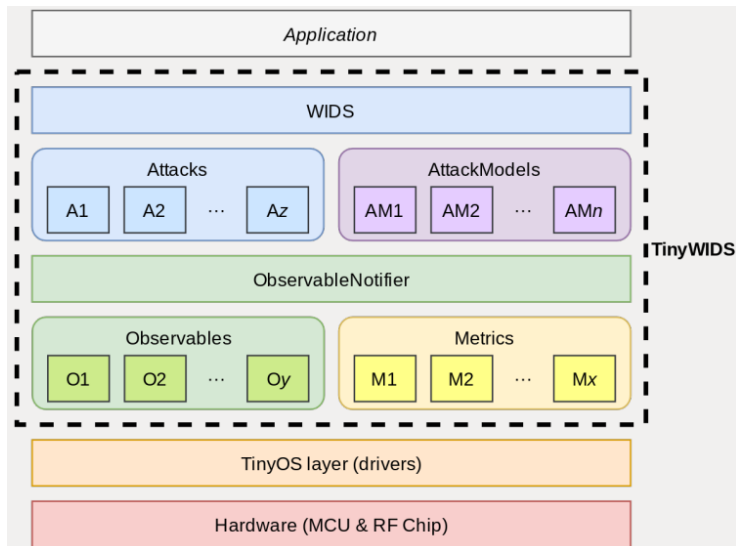 Application
WIDS
Attacks
A1 A2 ... Az
AttackModels
AM1 AM2 ... AMn
TinyWIDS
ObservableNotifier
Observables
O1 O2 ... Oy
Metrics
M1 M2 ... Mx
TinyOS layer (drivers)
Hardware (MCU & RF Chip)